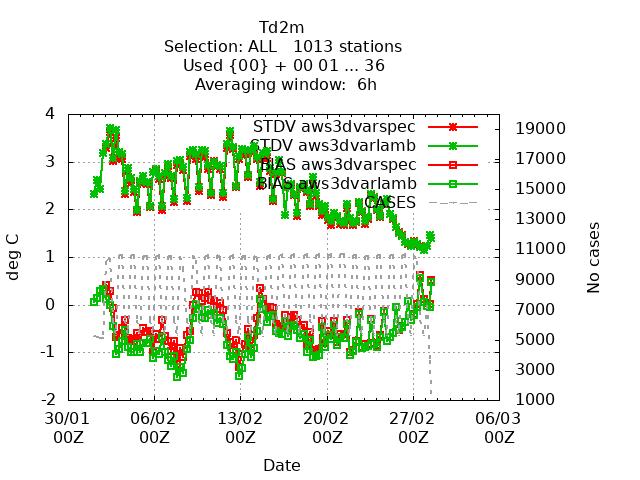 Td2m
Selection: ALL   1013 stations
Used {00} + 00 01 ... 36
Averaging window:  6h
STDV aws3dvarspec
STDV aws3dvarlamb
BIAS aws3dvarspec
BIAS aws3dvarlamb
CASES
4
3
2
1
0
-1
-2
deg C
19000
17000
15000
13000
11000
9000
7000
5000
3000
1000
No cases
30/01 06/02 13/02 20/02 27/02 06/03
00Z 00Z 00Z 00Z 00Z 00Z
Date